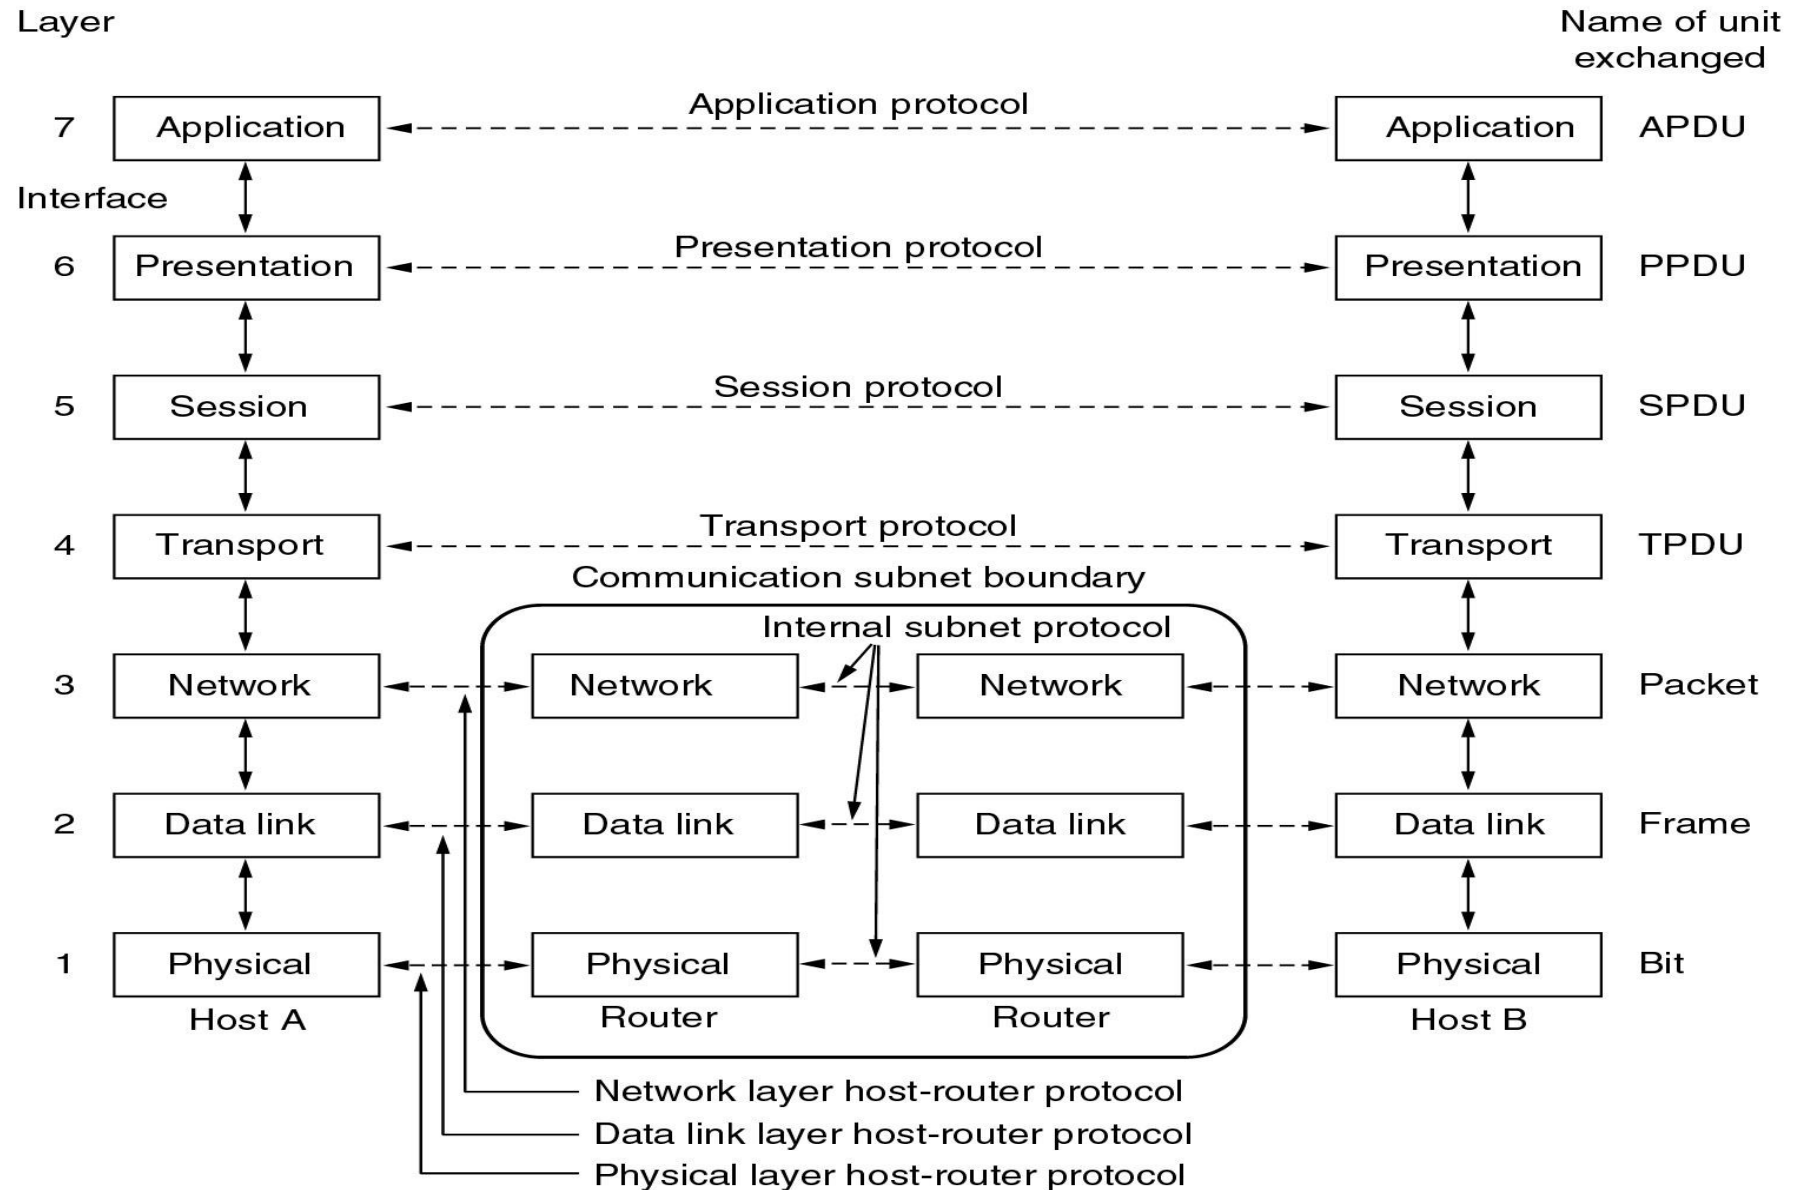 Layer
Name of unit
exchanged
7
Application
Application protocol
Application
APDU
Interface
6
Presentation
Presentation protocol
Presentation
PPDU
5
Session
Session protocol
Session
SPDU
4
Transport
Transport protocol
Transport
TPDU
Communication subnet boundary
Internal subnet protocol
3
Network
Network
Network
Network
Packet
2
Data link
Data link
Data link
Data link
Frame
1
Physical
Physical
Physical
Physical
Bit
Host A
Router
Router
Host B
Network layer host-router protocol
Data link layer host-router protocol
Physical layer host-router protocol